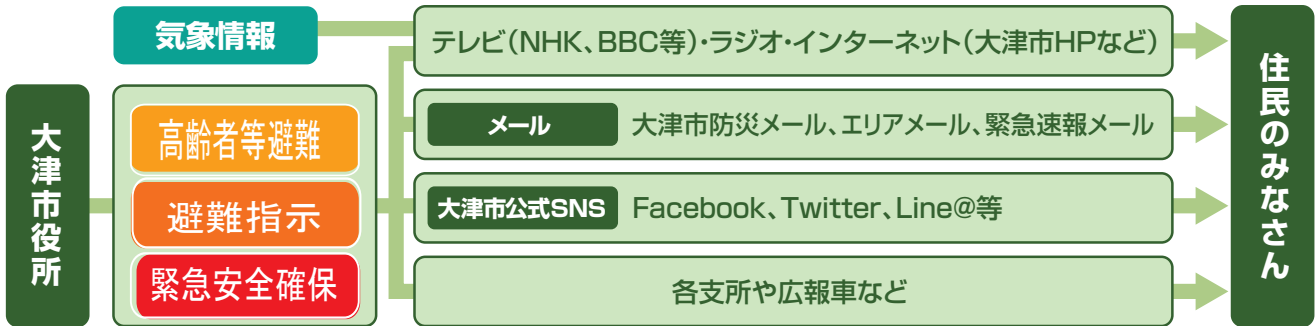 気象情報
テレビ(NHK、BBC等)・ラジオ・インターネット(大津市HPなど)
大津市役所
高齢者等避難
避難指示
緊急安全確保
メール 大津市防災メール、エリアメール、緊急速報メール
大津市公式SNS Facebook、Twitter、Line@等
各支所や広報車など
住民のみなさん